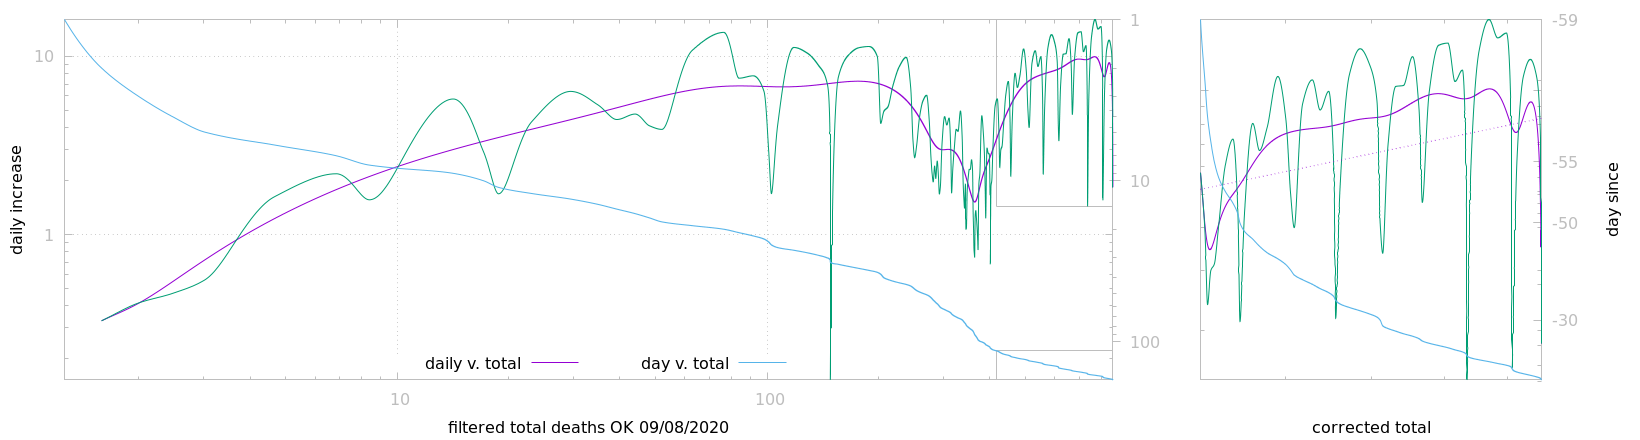 1
-59
10
daily increase
-55
10
day since
1
-50
-30
100
daily v. total
day v. total
10
100
filtered total deaths OK 09/08/2020
corrected total